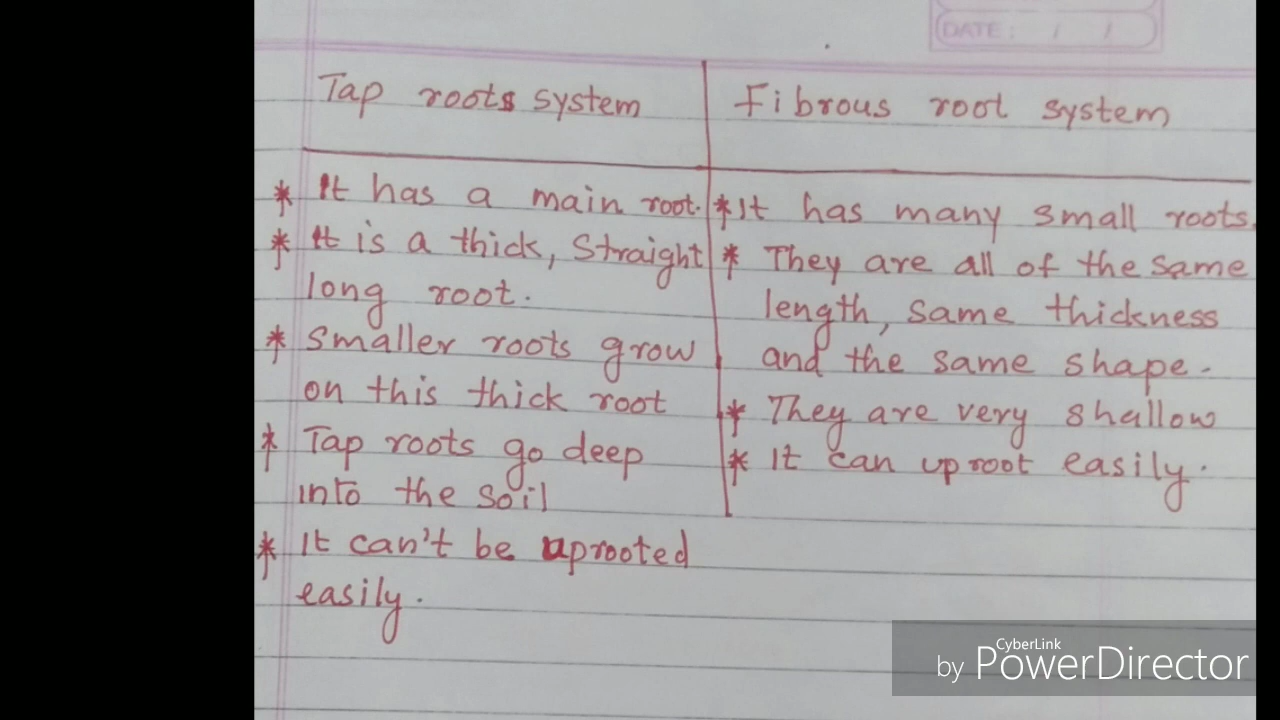 DATE: / /
Tap roots system
* It has a main root.
* It is a thick, Straight
long root.
* Smaller roots grow
on this thick root
* Tap roots go deep
into the soil
* It can't be uprooted
easily.
Fibrous root system
* It has many small roots.
* They are all of the same
length, same thickness
and the same shape.
* They are very shallow
* It can uproot easily.
CyberLink
by PowerDirector